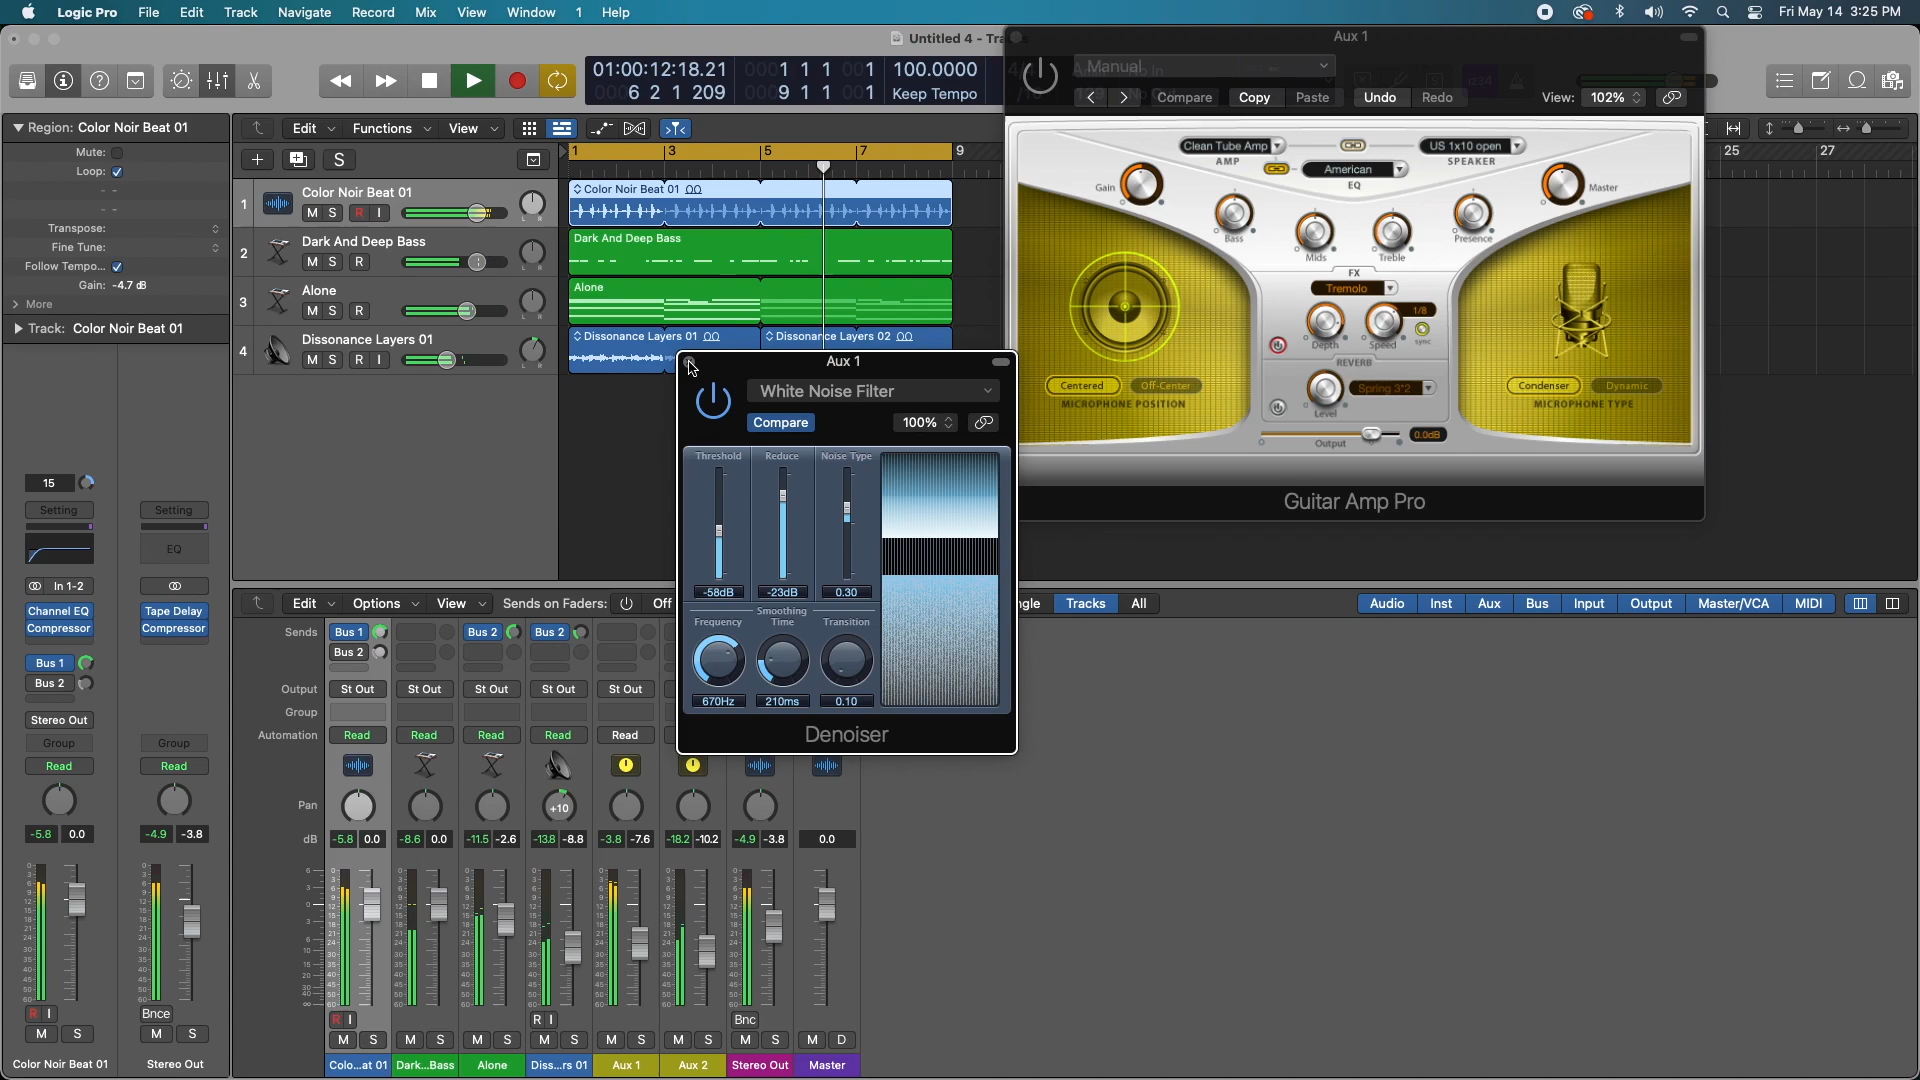 Logic Pro File Edit Track Navigate Record Mix View Window 1 Help
Fri May 14 3:25 PM
Untitled 4 - Tra
01:00:12:18.21 0001 1 1 001 100.0000
0006 2 1 209 0009 1 1 001 Keep Tempo
Aux 1
Manual
Compare Copy Paste Undo Redo
View: 102%
Region: Color Noir Beat 01
Mute:
Loop:
Transpose:
Fine Tune:
Follow Tempo...
Gain: -4.7 dB
More
Track: Color Noir Beat 01
Edit Functions View
S
1 3 5 7 9 25 27
1 Color Noir Beat 01
M S R I
2 Dark And Deep Bass
M S R
3 Alone
M S R
4 Dissonance Layers 01
M S R I
Color Noir Beat 01
Dark And Deep Bass
Alone
Dissonance Layers 01 Dissonance Layers 02
Clean Tube Amp
AMP
US 1x10 open
SPEAKER
American
EQ
Gain Master
Bass Mids Treble Presence
FX
Tremolo
1/8
sync
Depth Speed
REVERB
Spring 3*2
Level
Centered Off-Center
MICROPHONE POSITION
Condenser Dynamic
MICROPHONE TYPE
Output 0.0dB
Guitar Amp Pro
Aux 1
White Noise Filter
Compare 100%
Threshold Reduce Noise Type
-58dB -23dB 0.30
Smoothing
Frequency Time Transition
670Hz 210ms 0.10
Denoiser
15
Setting Setting
EQ
In 1-2
Channel EQ Tape Delay
Compressor Compressor
Bus 1
Bus 2
Stereo Out
Group Group
Read Read
-5.8 0.0 -4.9 -3.8
R I Bnce
M S M S
Color Noir Beat 01 Stereo Out
Edit Options View Sends on Faders: Off
ngle Tracks All
Audio Inst Aux Bus Input Output Master/VCA MIDI
Sends Bus 1 Bus 2 Bus 2
Bus 2
Output St Out St Out St Out St Out St Out
Group
Automation Read Read Read Read Read
Pan +10
dB -5.8 0.0 -8.6 0.0 -11.5 -2.6 -13.8 -8.8 -3.8 -7.6 -18.2 -10.2 -4.9 -3.8 0.0
R I R I Bnc
M S M S M S M S M S M S M S M D
Colo...at 01 Dark...Bass Alone Diss...rs 01 Aux 1 Aux 2 Stereo Out Master